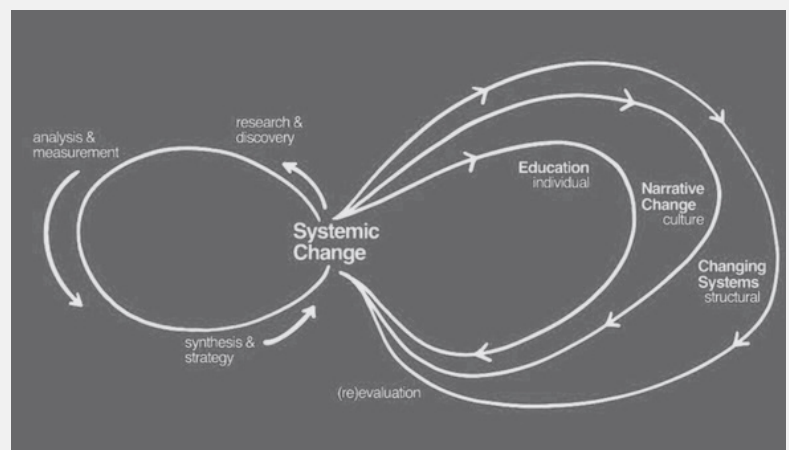 research &
discovery
analysis &
measurement
Systemic
Change
synthesis &
strategy
Education
individual
Narrative
Change
culture
Changing
Systems
structural
(re)evaluation